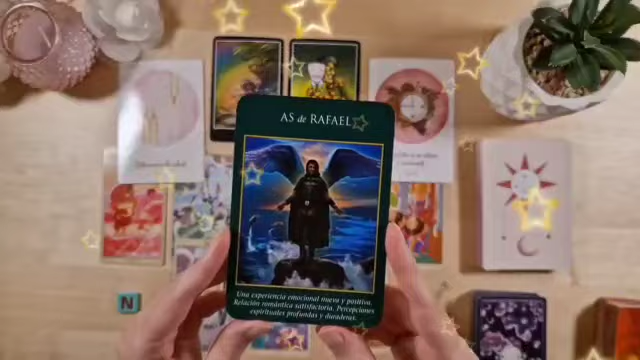 AS de RAFAEL
Una experiencia emocional nueva y positiva.
Relación romántica satisfactoria. Percepciones
espirituales profundas y duraderas.
N